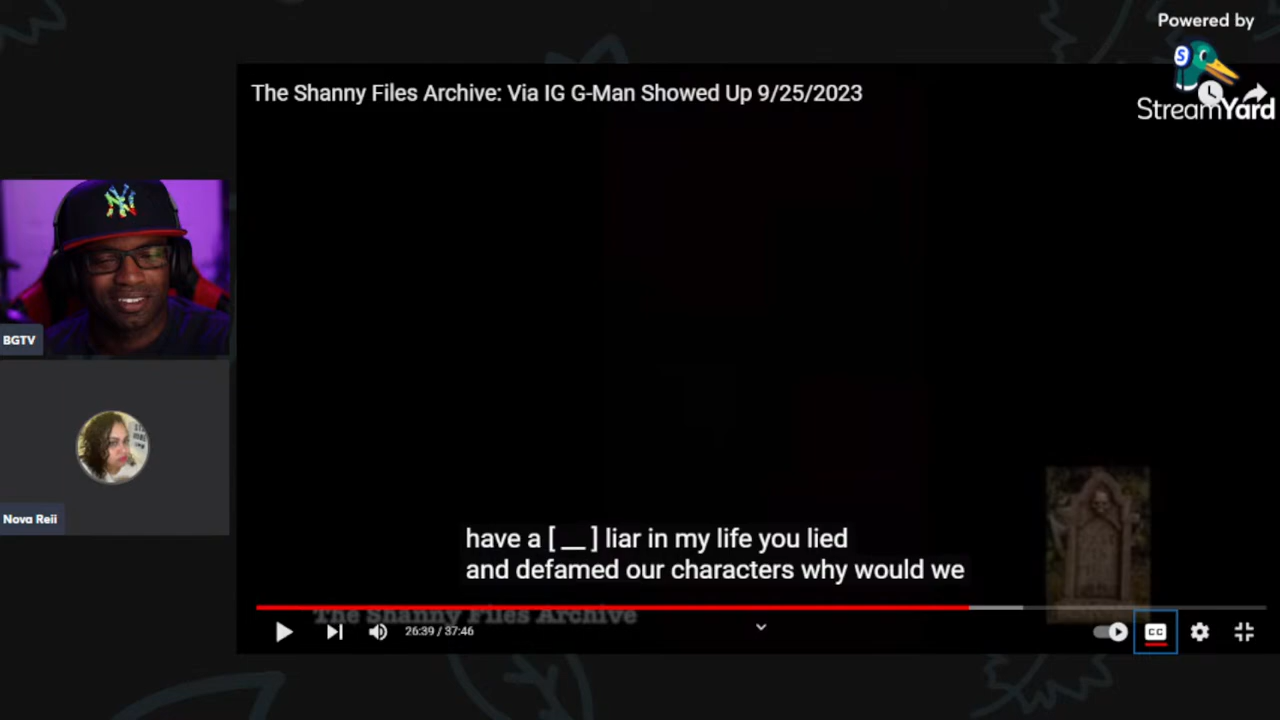 Powered by
StreamYard
The Shanny Files Archive: Via IG G-Man Showed Up 9/25/2023
BGTV
Nova Reii
have a [ __ ] liar in my life you lied
and defamed our characters why would we
The Shanny Files Archive
26:39 / 37:46
CC